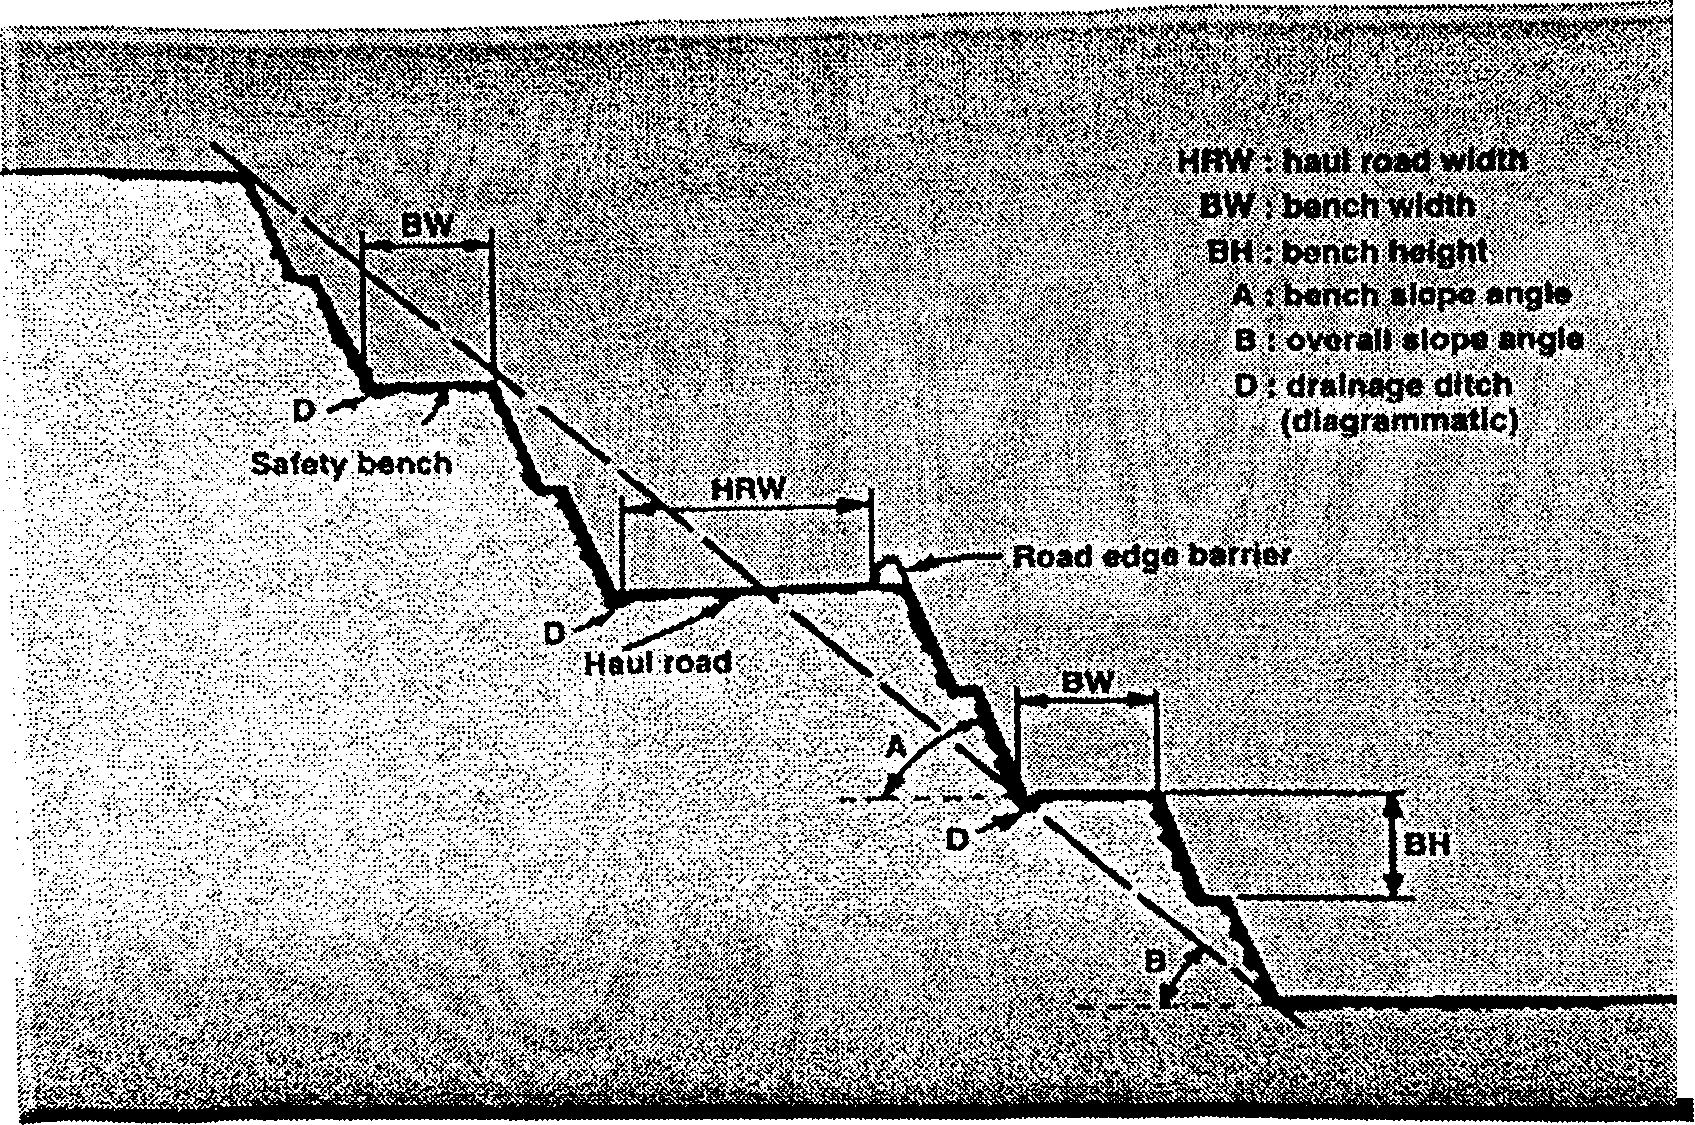 HRW : haul road width
BW : bench width
BH : bench height
A : bench slope angle
B : overall slope angle
D : drainage ditch
(diagrammatic)
BW
D
Safety bench
HRW
Road edge barrier
D
Haul road
BW
A
D
BH
B